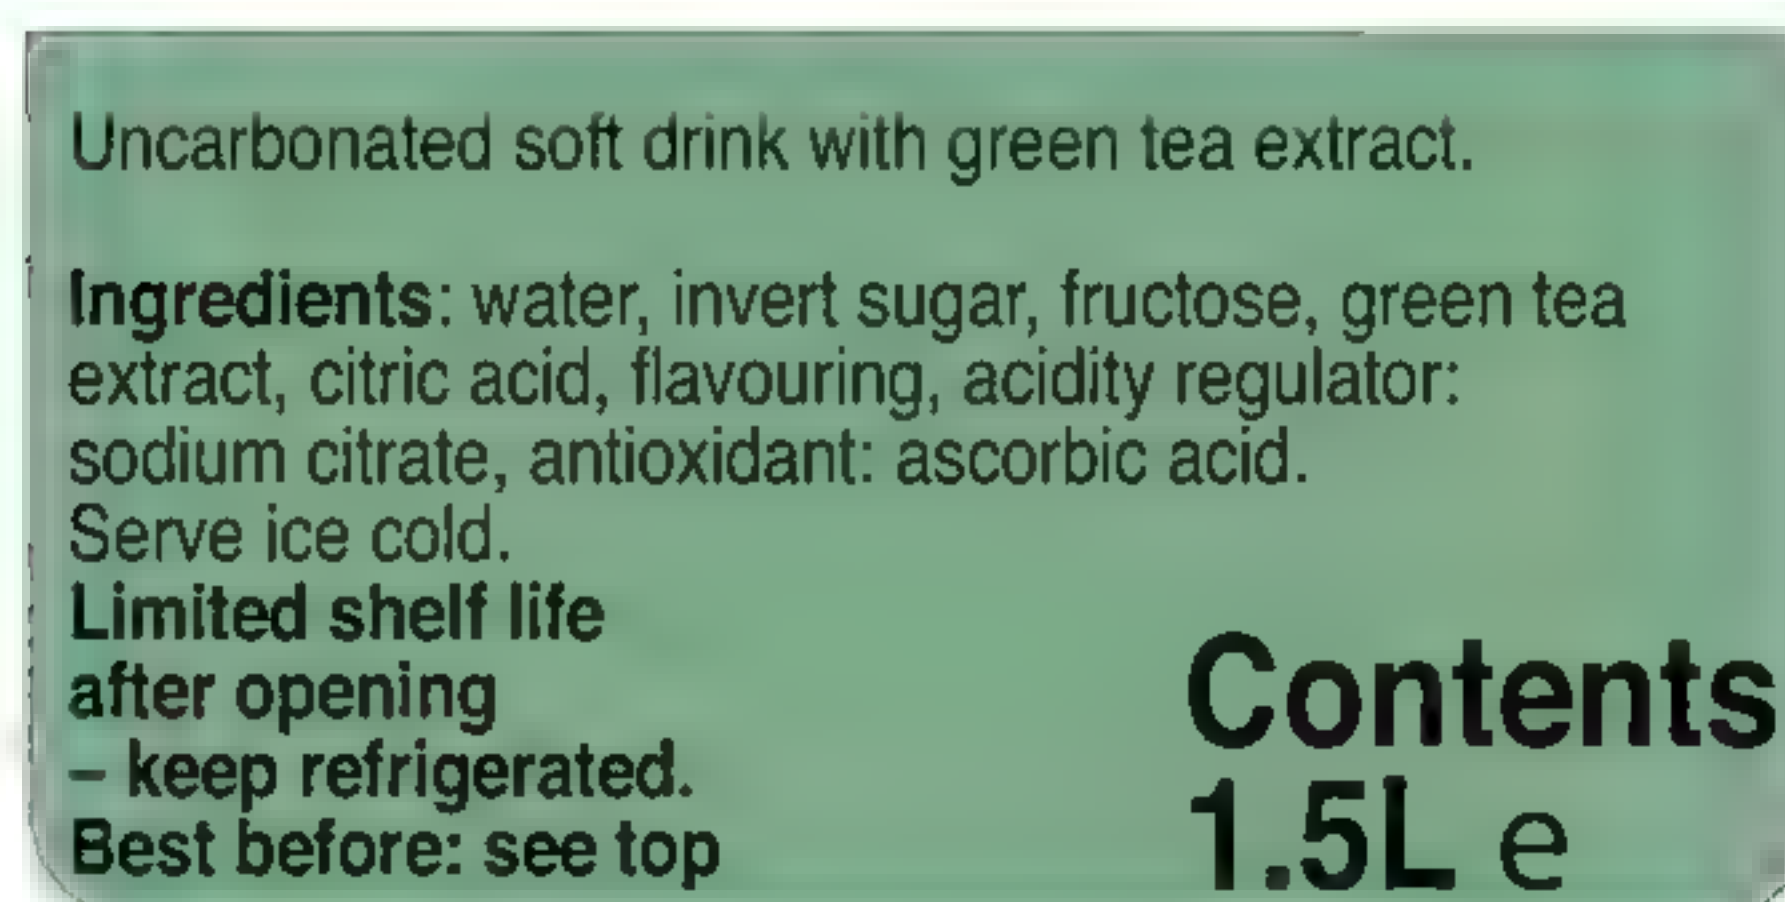 Uncarbonated soft drink with green tea extract.
Ingredients: water, invert sugar, fructose, green tea
extract, citric acid, flavouring, acidity regulator:
sodium citrate, antioxidant: ascorbic acid.
Serve ice cold.
Limited shelf life
after opening
– keep refrigerated.
Best before: see top
Contents
1.5L e